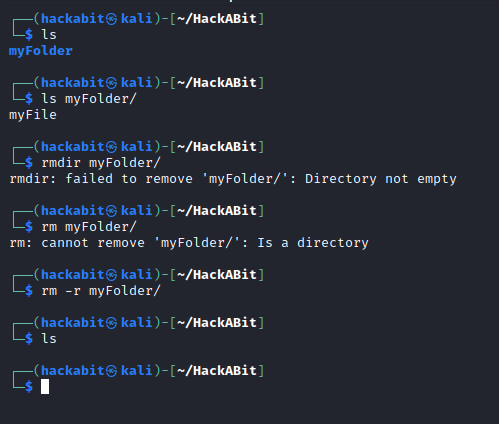 ┌──(hackabit㉿kali)-[~/HackABit]
└─$ ls
myFolder
┌──(hackabit㉿kali)-[~/HackABit]
└─$ ls myFolder/
myFile
┌──(hackabit㉿kali)-[~/HackABit]
└─$ rmdir myFolder/
rmdir: failed to remove 'myFolder/': Directory not empty
┌──(hackabit㉿kali)-[~/HackABit]
└─$ rm myFolder/
rm: cannot remove 'myFolder/': Is a directory
┌──(hackabit㉿kali)-[~/HackABit]
└─$ rm -r myFolder/
┌──(hackabit㉿kali)-[~/HackABit]
└─$ ls
┌──(hackabit㉿kali)-[~/HackABit]
└─$